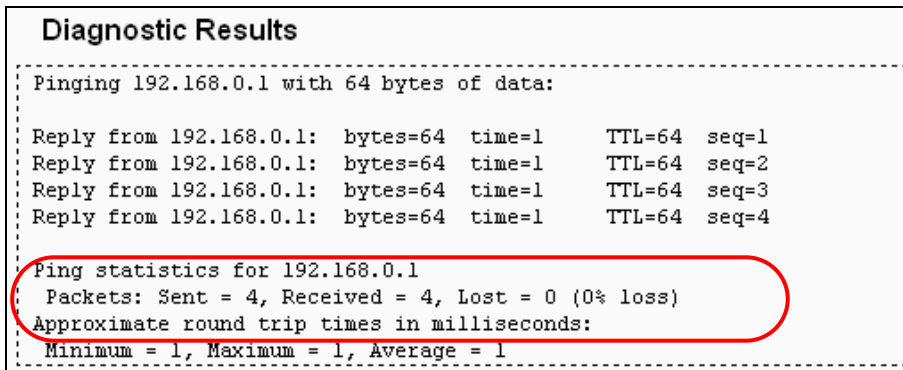 Diagnostic Results
Pinging 192.168.0.1 with 64 bytes of data:
Reply from 192.168.0.1: bytes=64 time=1 TTL=64 seq=1
Reply from 192.168.0.1: bytes=64 time=1 TTL=64 seq=2
Reply from 192.168.0.1: bytes=64 time=1 TTL=64 seq=3
Reply from 192.168.0.1: bytes=64 time=1 TTL=64 seq=4
Ping statistics for 192.168.0.1
Packets: Sent = 4, Received = 4, Lost = 0 (0% loss)
Approximate round trip times in milliseconds:
Minimum = 1, Maximum = 1, Average = 1